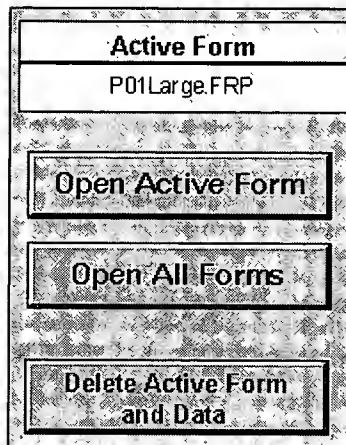 Active Form
P01Large.FRP
Open Active Form
Open All Forms
Delete Active Form
and Data